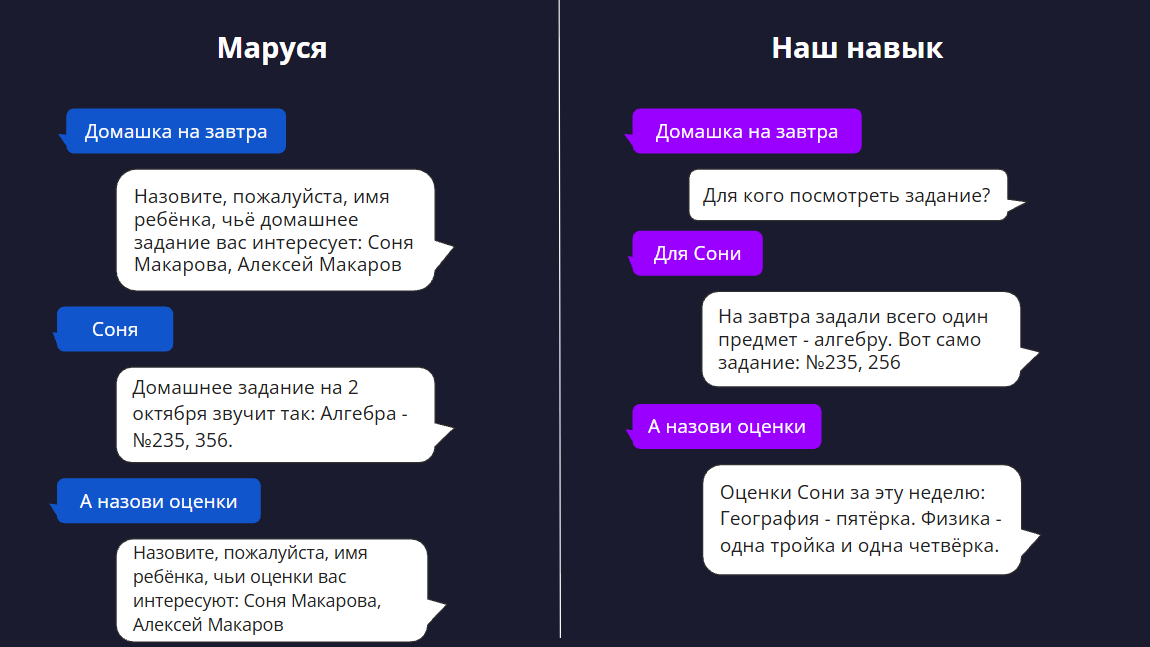 Маруся
Домашка на завтра
Назовите, пожалуйста, имя
ребёнка, чьё домашнее
задание вас интересует: Соня
Макарова, Алексей Макаров
Соня
Домашнее задание на 2
октября звучит так: Алгебра -
№235, 356.
А назови оценки
Назовите, пожалуйста, имя
ребёнка, чьи оценки вас
интересуют: Соня Макарова,
Алексей Макаров
Наш навык
Домашка на завтра
Для кого посмотреть задание?
Для Сони
На завтра задали всего один
предмет - алгебру. Вот само
задание: №235, 256
А назови оценки
Оценки Сони за эту неделю:
География - пятёрка. Физика -
одна тройка и одна четвёрка.